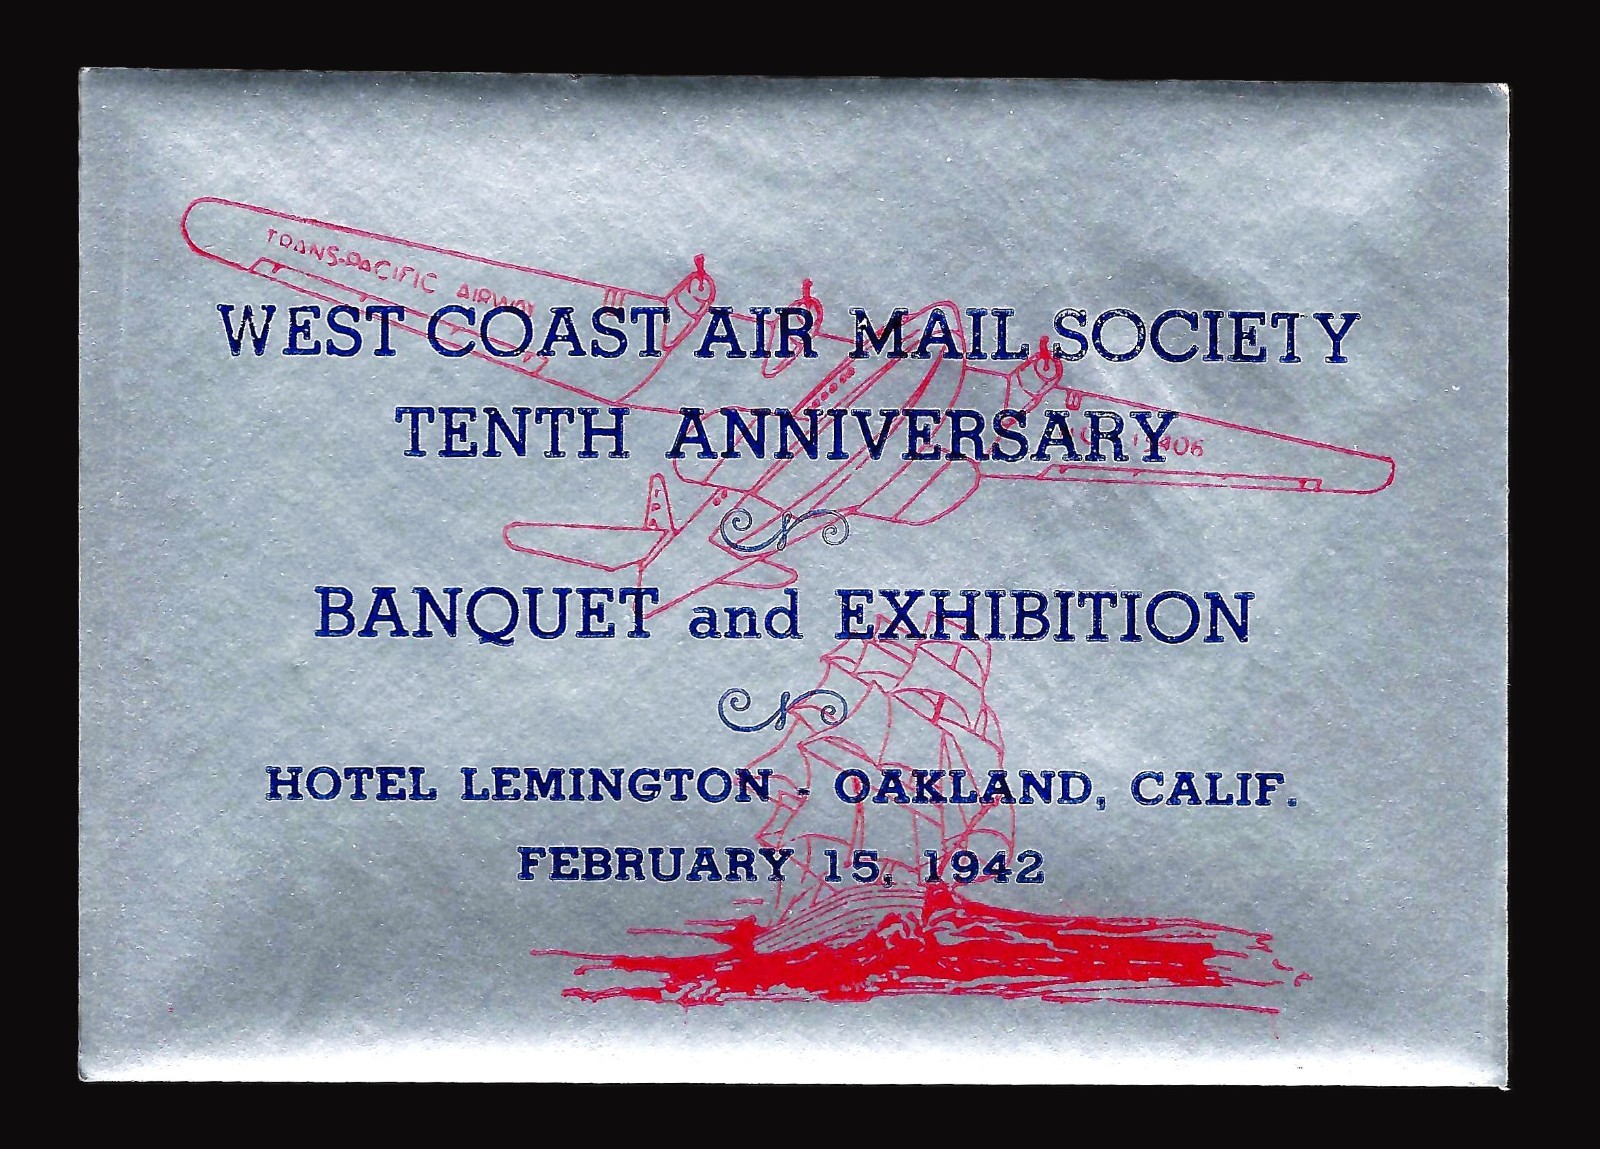 TRANS-PACIFIC AIRWAY
WEST COAST AIR MAIL SOCIETY
TENTH ANNIVERSARY
BANQUET and EXHIBITION
HOTEL LEMINGTON - OAKLAND, CALIF.
FEBRUARY 15, 1942